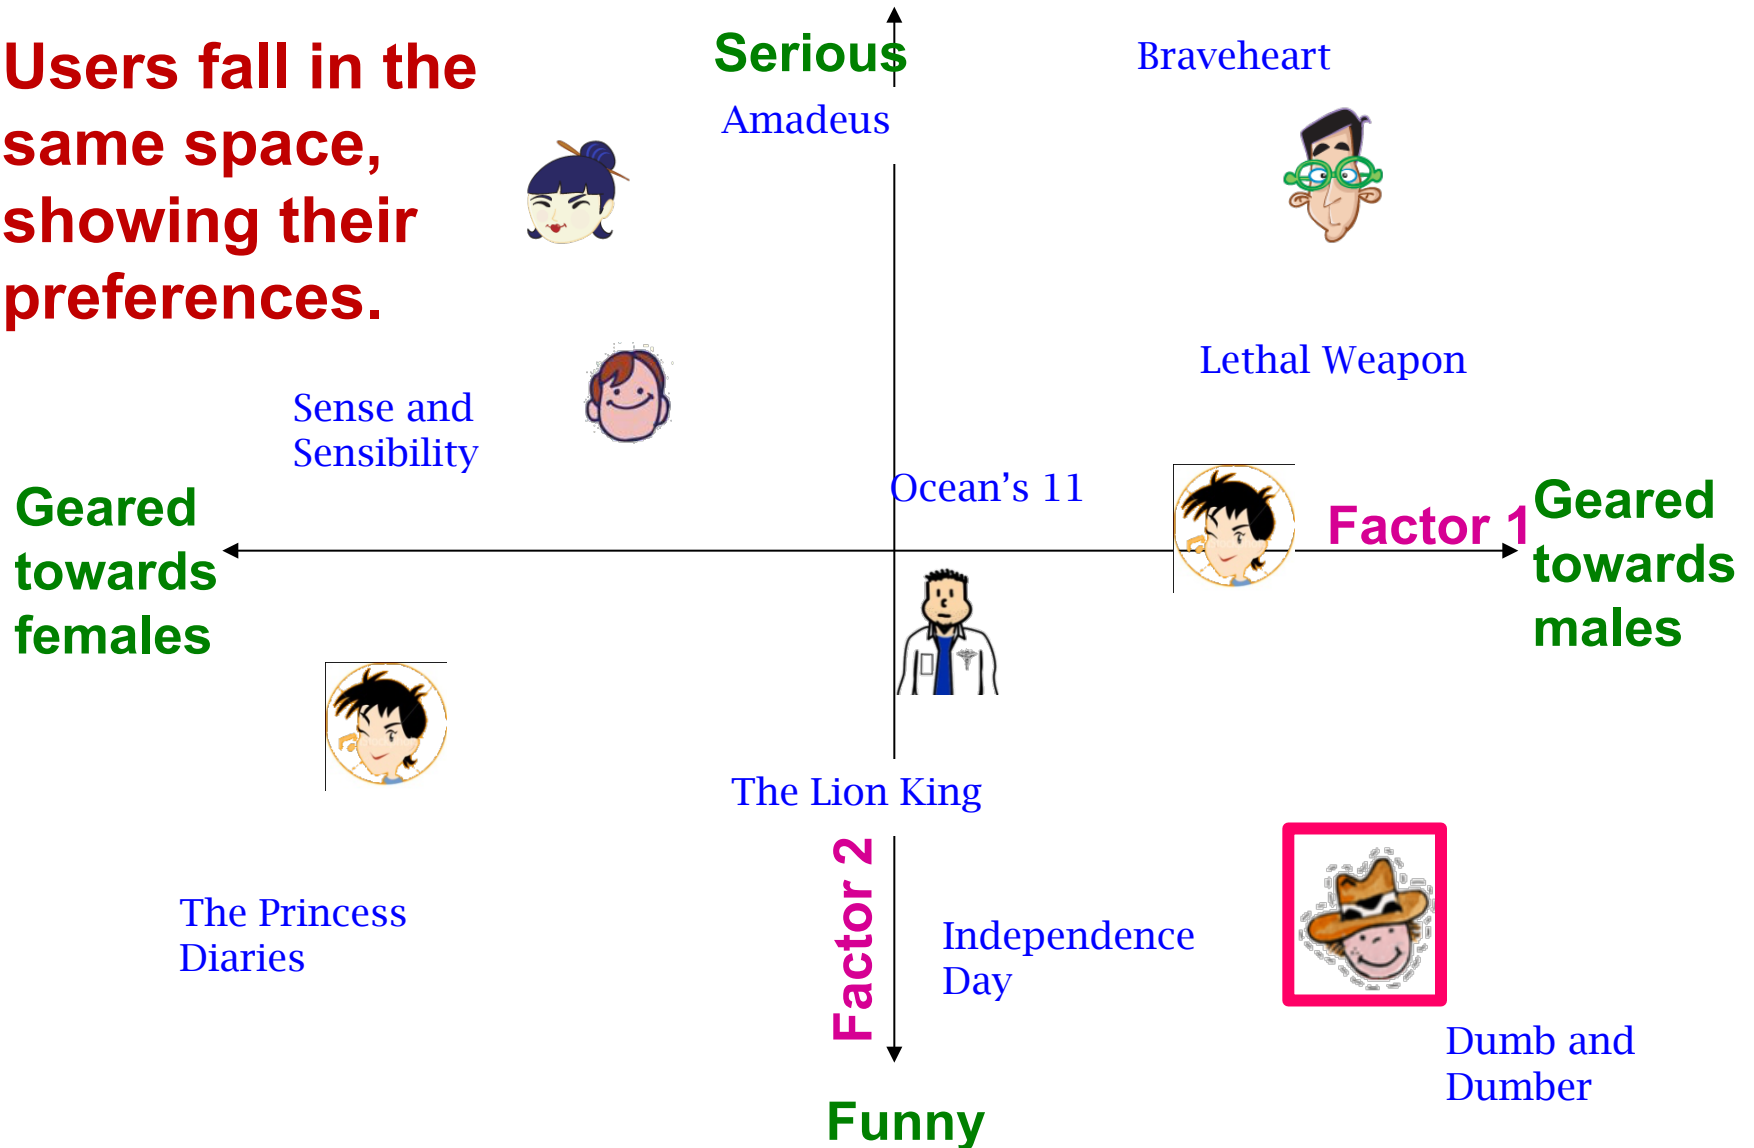 Users fall in the
same space,
showing their
preferences.
Serious
Braveheart
Amadeus
Lethal Weapon
Sense and
Sensibility
Ocean's 11
Geared
towards
females
Factor 1
Geared
towards
males
The Lion King
Factor 2
The Princess
Diaries
Independence
Day
Dumb and
Dumber
Funny